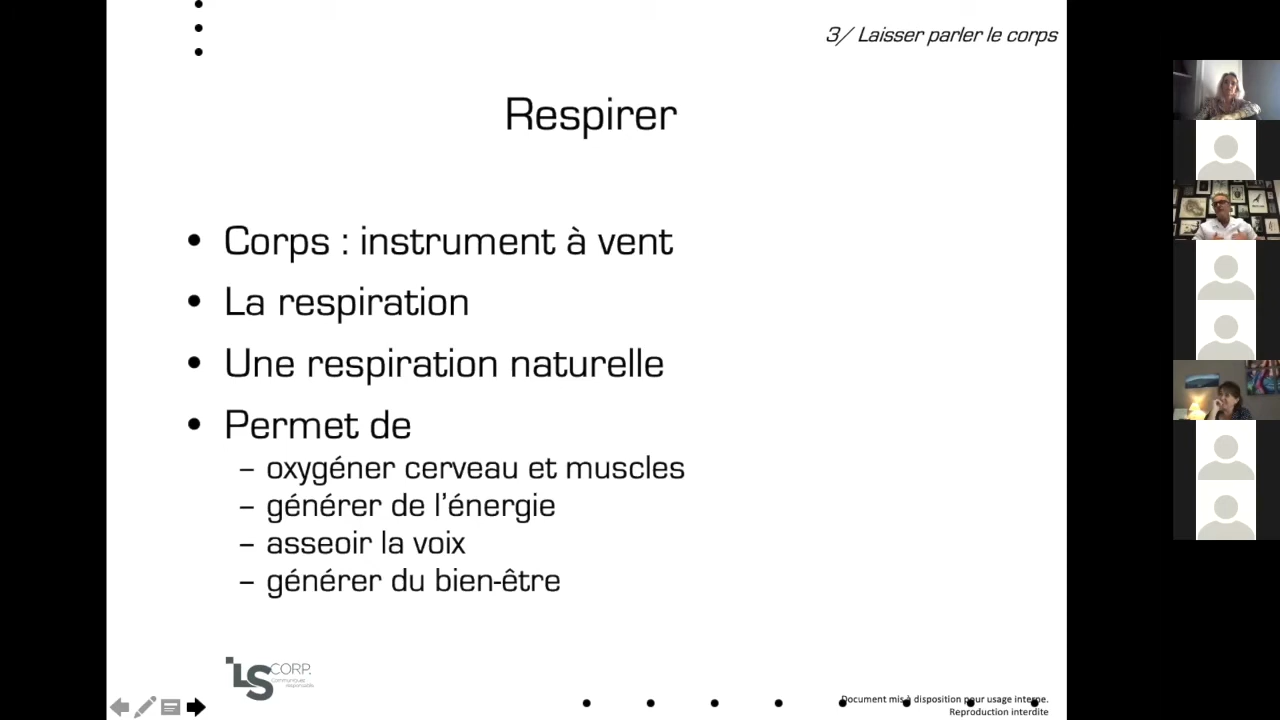 3/ Laisser parler le corps
Respirer
• Corps : instrument à vent
• La respiration
• Une respiration naturelle
• Permet de
– oxygéner cerveau et muscles
– générer de l'énergie
– asseoir la voix
– générer du bien-être
LS CORP.
Communiquez
Responsable
Document mis à disposition pour usage interne.
Reproduction interdite